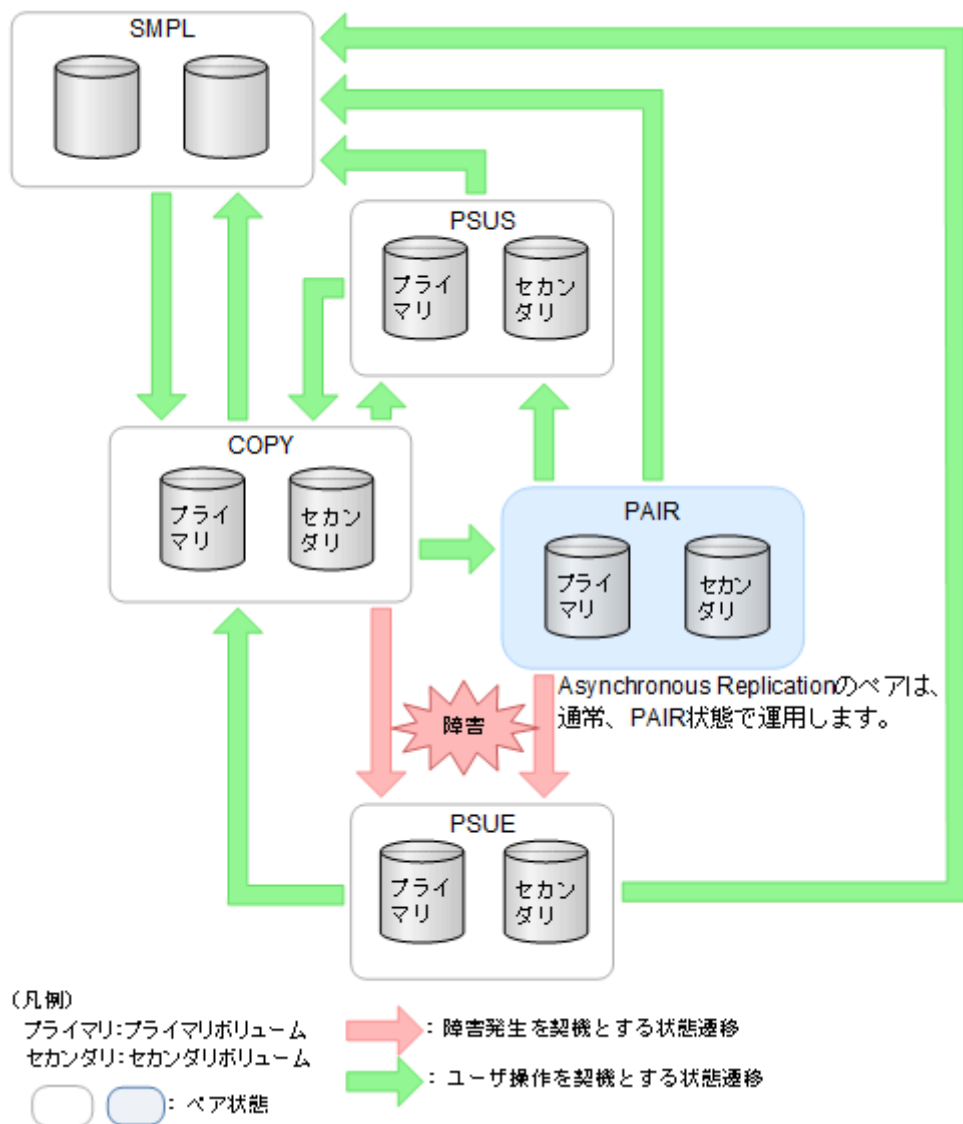 SMPL
PSUS
プライ
マリ
セカン
ダリ
COPY
プライ
マリ
セカン
ダリ
PAIR
プライ
マリ
セカン
ダリ
Asynchronous Replicationのペアは、
通常、PAIR状態で運用します。
障害
PSUE
プライ
マリ
セカン
ダリ
(凡例)
プライマリ:プライマリボリューム
セカンダリ:セカンダリボリューム
: ペア状態
: 障害発生を契機とする状態遷移
: ユーザ操作を契機とする状態遷移